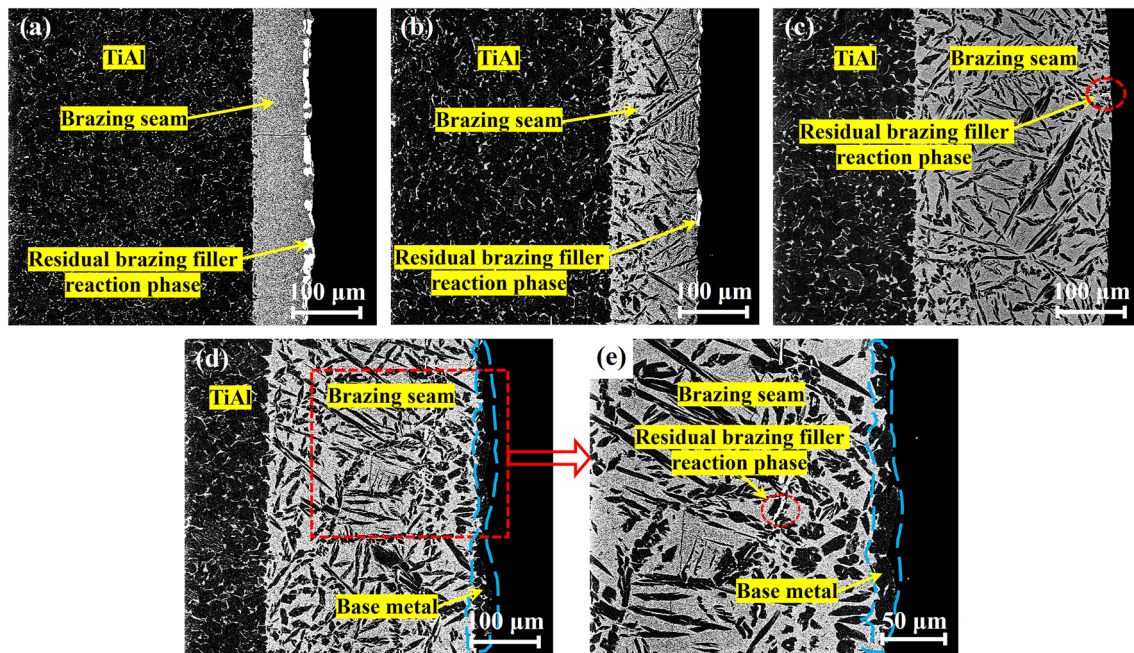 (a)
TiAl
Brazing seam
Residual brazing filler
reaction phase
100 μm
(b)
TiAl
Brazing seam
Residual brazing filler
reaction phase
100 μm
(c)
TiAl
Brazing seam
Residual brazing filler
reaction phase
100 μm
(d)
TiAl
Brazing seam
Base metal
100 μm
(e)
Brazing seam
Residual brazing filler
reaction phase
Base metal
50 μm